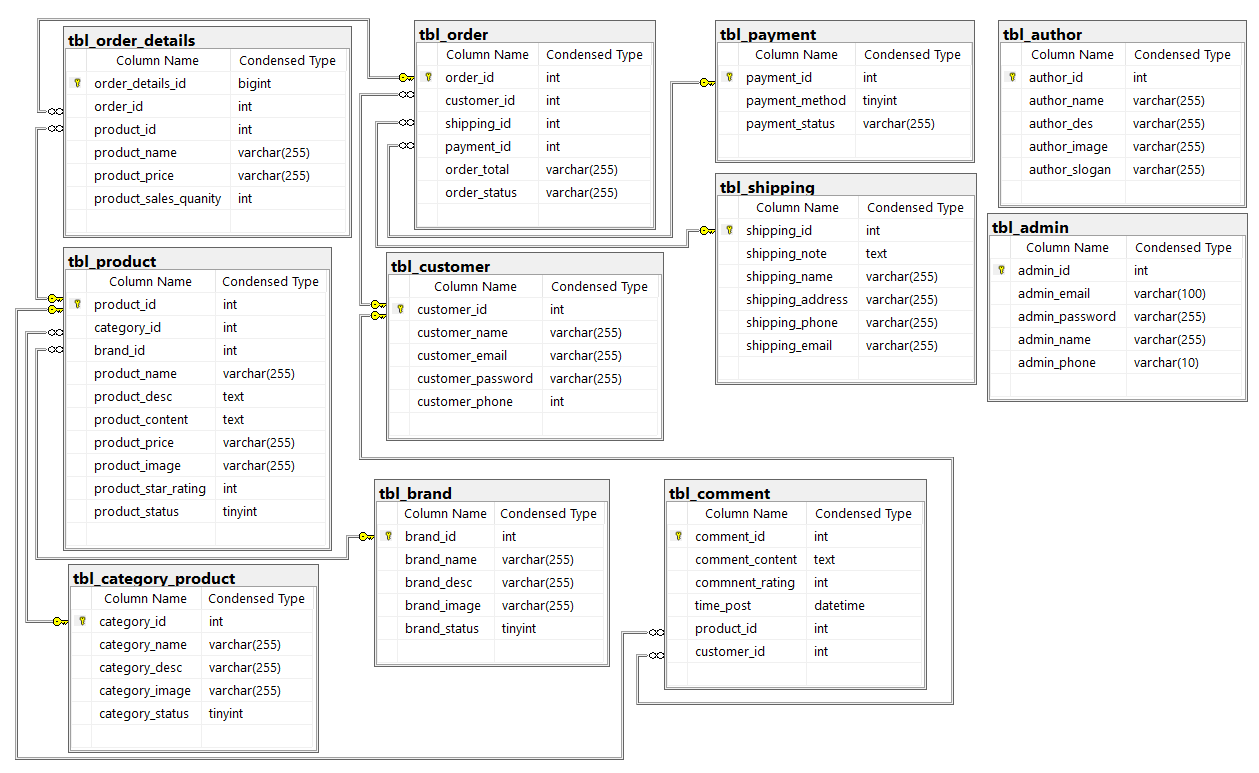 tbl_order_details
Column Name Condensed Type
order_details_id bigint
order_id int
product_id int
product_name varchar(255)
product_price varchar(255)
product_sales_quanity int
tbl_order
Column Name Condensed Type
order_id int
customer_id int
shipping_id int
payment_id int
order_total varchar(255)
order_status varchar(255)
tbl_payment
Column Name Condensed Type
payment_id int
payment_method tinyint
payment_status varchar(255)
tbl_author
Column Name Condensed Type
author_id int
author_name varchar(255)
author_des varchar(255)
author_image varchar(255)
author_slogan varchar(255)
tbl_shipping
Column Name Condensed Type
shipping_id int
shipping_note text
shipping_name varchar(255)
shipping_address varchar(255)
shipping_phone varchar(255)
shipping_email varchar(255)
tbl_admin
Column Name Condensed Type
admin_id int
admin_email varchar(100)
admin_password varchar(255)
admin_name varchar(255)
admin_phone varchar(10)
tbl_product
Column Name Condensed Type
product_id int
category_id int
brand_id int
product_name varchar(255)
product_desc text
product_content text
product_price varchar(255)
product_image varchar(255)
product_star_rating int
product_status tinyint
tbl_customer
Column Name Condensed Type
customer_id int
customer_name varchar(255)
customer_email varchar(255)
customer_password varchar(255)
customer_phone int
tbl_brand
Column Name Condensed Type
brand_id int
brand_name varchar(255)
brand_desc varchar(255)
brand_image varchar(255)
brand_status tinyint
tbl_comment
Column Name Condensed Type
comment_id int
comment_content text
commnent_rating int
time_post datetime
product_id int
customer_id int
tbl_category_product
Column Name Condensed Type
category_id int
category_name varchar(255)
category_desc varchar(255)
category_image varchar(255)
category_status tinyint